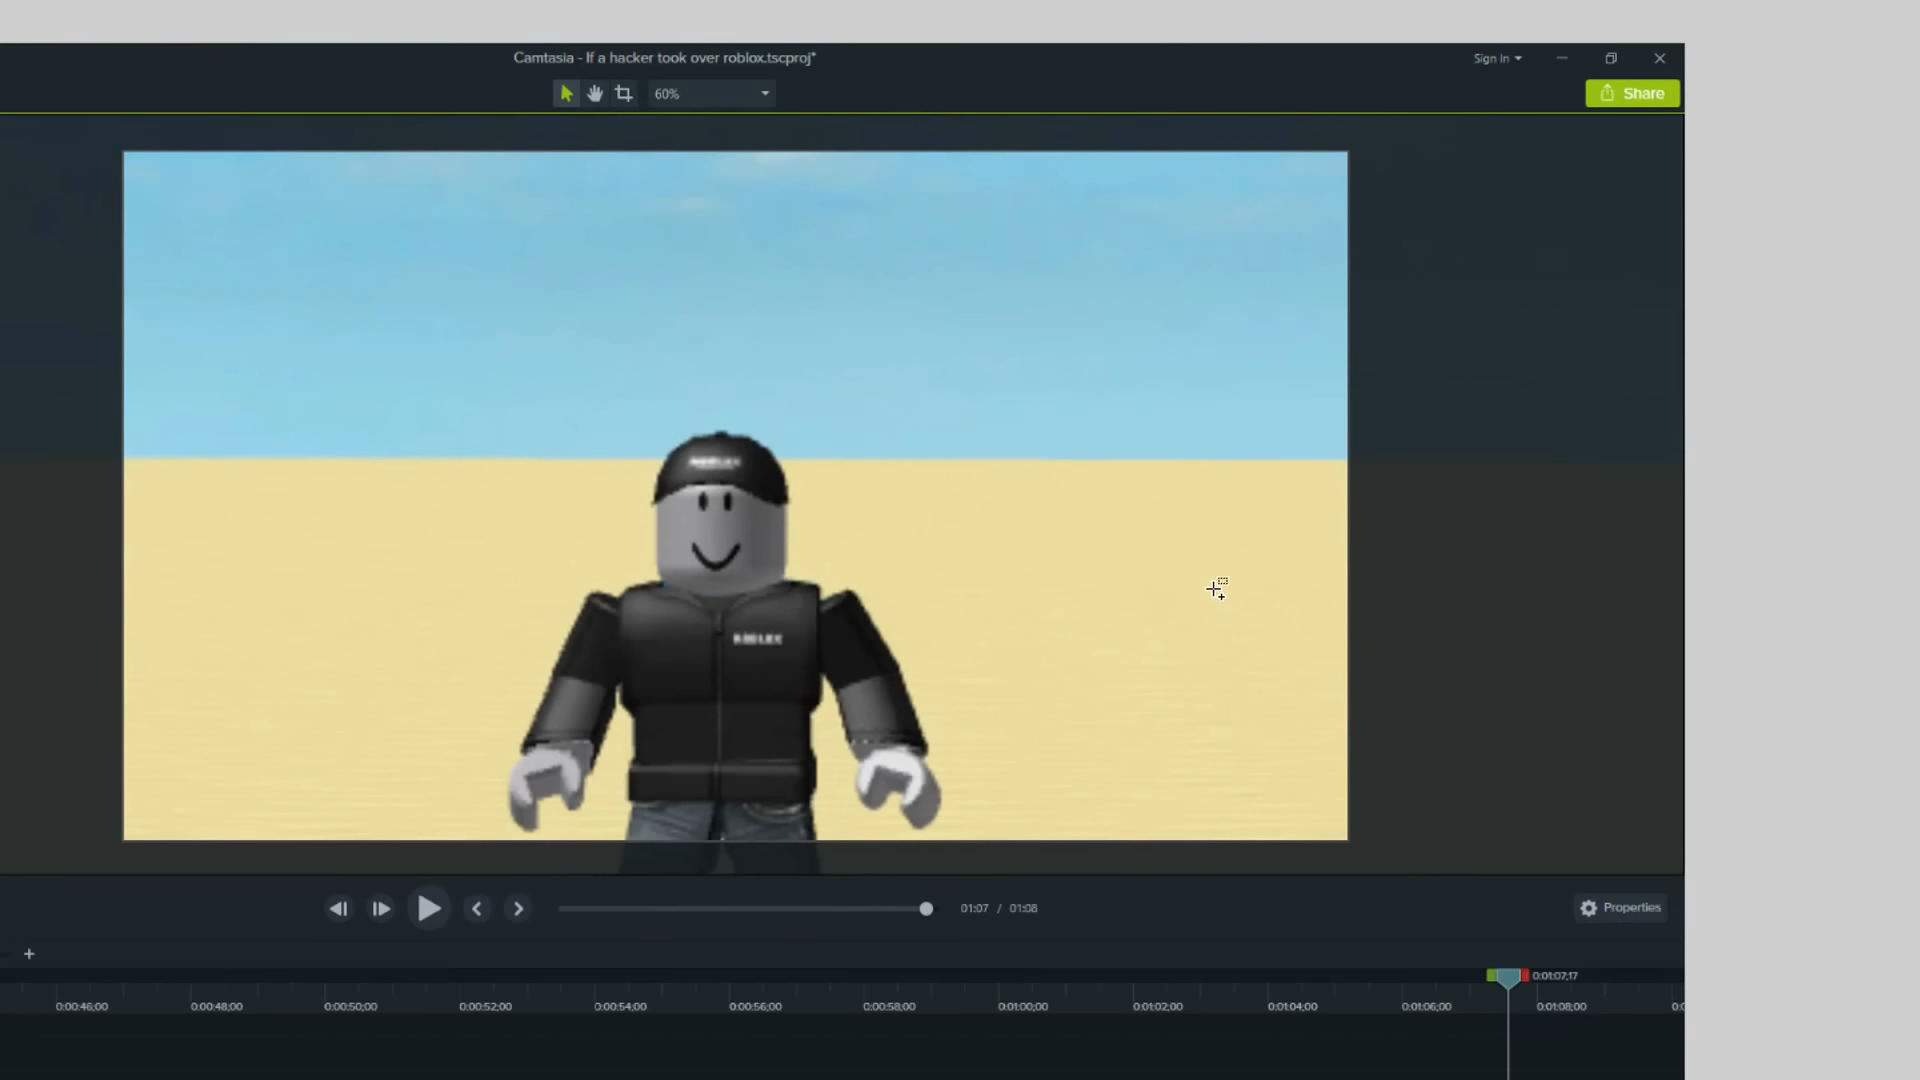 Camtasia - If a hacker took over roblox.tscproj*
Sign In
60%
Share
ROBLOX
ROBLOX
01:07 / 01:08
Properties
+
0:01:07;17
0:00:46;00 0:00:48;00 0:00:50;00 0:00:52;00 0:00:54;00 0:00:56;00 0:00:58;00 0:01:00;00 0:01:02;00 0:01:04;00 0:01:06;00 0:01:08;00